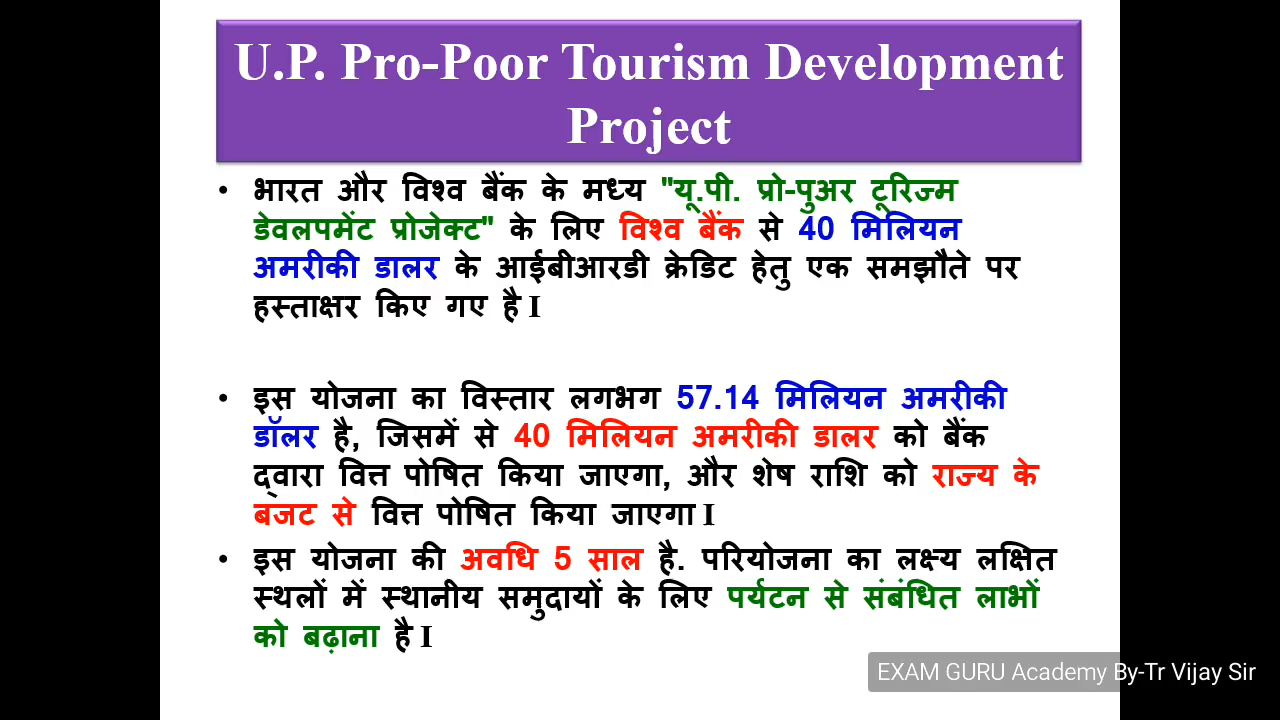 U.P. Pro-Poor Tourism Development
Project
• भारत और विश्व बैंक के मध्य "यू.पी. प्रो-पुअर टूरिज्म
डेवलपमेंट प्रोजेक्ट" के लिए विश्व बैंक से 40 मिलियन
अमरीकी डालर के आईबीआरडी क्रेडिट हेतु एक समझौते पर
हस्ताक्षर किए गए है I
• इस योजना का विस्तार लगभग 57.14 मिलियन अमरीकी
डॉलर है, जिसमें से 40 मिलियन अमरीकी डालर को बैंक
द्वारा वित्त पोषित किया जाएगा, और शेष राशि को राज्य के
बजट से वित्त पोषित किया जाएगा I
• इस योजना की अवधि 5 साल है. परियोजना का लक्ष्य लक्षित
स्थलों में स्थानीय समुदायों के लिए पर्यटन से संबंधित लाभों
को बढ़ाना है I
EXAM GURU Academy By-Tr Vijay Sir